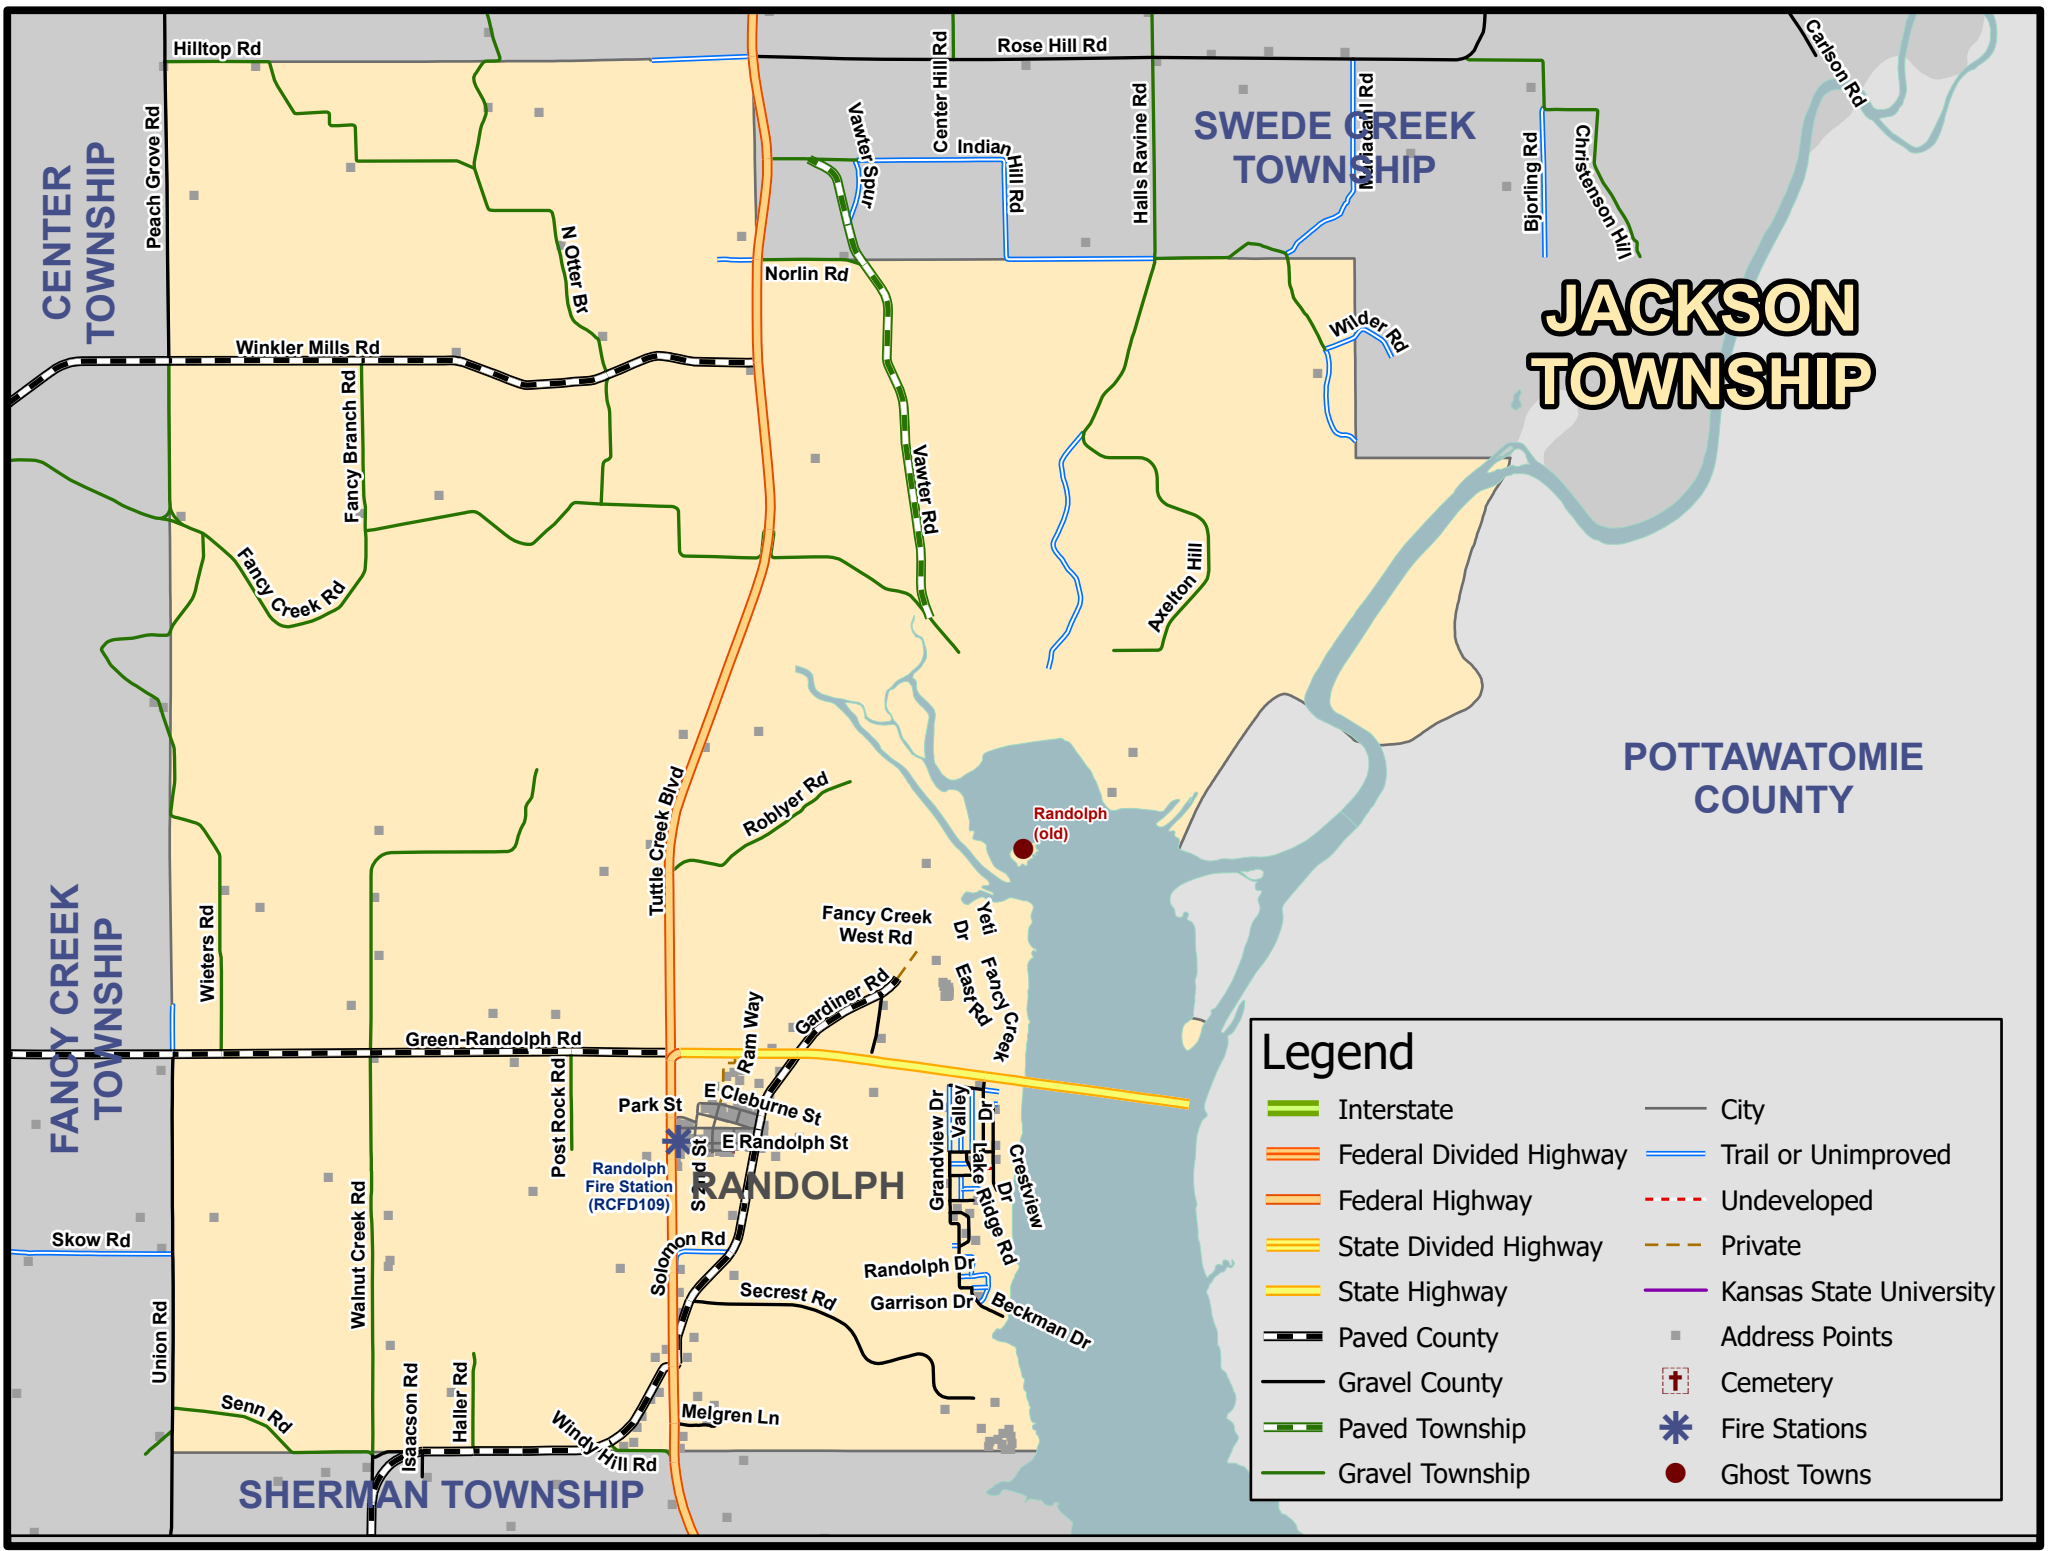 Hilltop Rd
Rose Hill Rd
Center Hill Rd
Carlson Rd
Peach Grove Rd
Vawter Spur
Indian
Hill Rd
Halls Ravine Rd
Mariadahl Rd
SWEDE CREEK
TOWNSHIP
Bjorling Rd
Christenson Hill
CENTER
TOWNSHIP
N Otter Br
Norlin Rd
JACKSON
TOWNSHIP
Wilder Rd
Winkler Mills Rd
Fancy Branch Rd
Vawter Rd
Fancy Creek Rd
Axelton Hill
POTTAWATOMIE
COUNTY
Tuttle Creek Blvd
Roblyer Rd
Randolph
(old)
FANCY CREEK
TOWNSHIP
Wieters Rd
Fancy Creek
West Rd
Yeti
Dr
Fancy Creek
East Rd
Gardiner Rd
Ram Way
Green-Randolph Rd
Post Rock Rd
Park St
E Cleburne St
E Randolph St
S 2nd St
Randolph
Fire Station
(RCFD109)
RANDOLPH
Grandview Dr
Valley
Dr
Lake Ridge Rd
Crestview
Dr
Skow Rd
Walnut Creek Rd
Solomon Rd
Randolph Dr
Secrest Rd
Garrison Dr
Beckman Dr
Union Rd
Senn Rd
Isaacson Rd
Haller Rd
Windy Hill Rd
Melgren Ln
SHERMAN TOWNSHIP
Legend
Interstate
Federal Divided Highway
Federal Highway
State Divided Highway
State Highway
Paved County
Gravel County
Paved Township
Gravel Township
City
Trail or Unimproved
Undeveloped
Private
Kansas State University
Address Points
Cemetery
Fire Stations
Ghost Towns